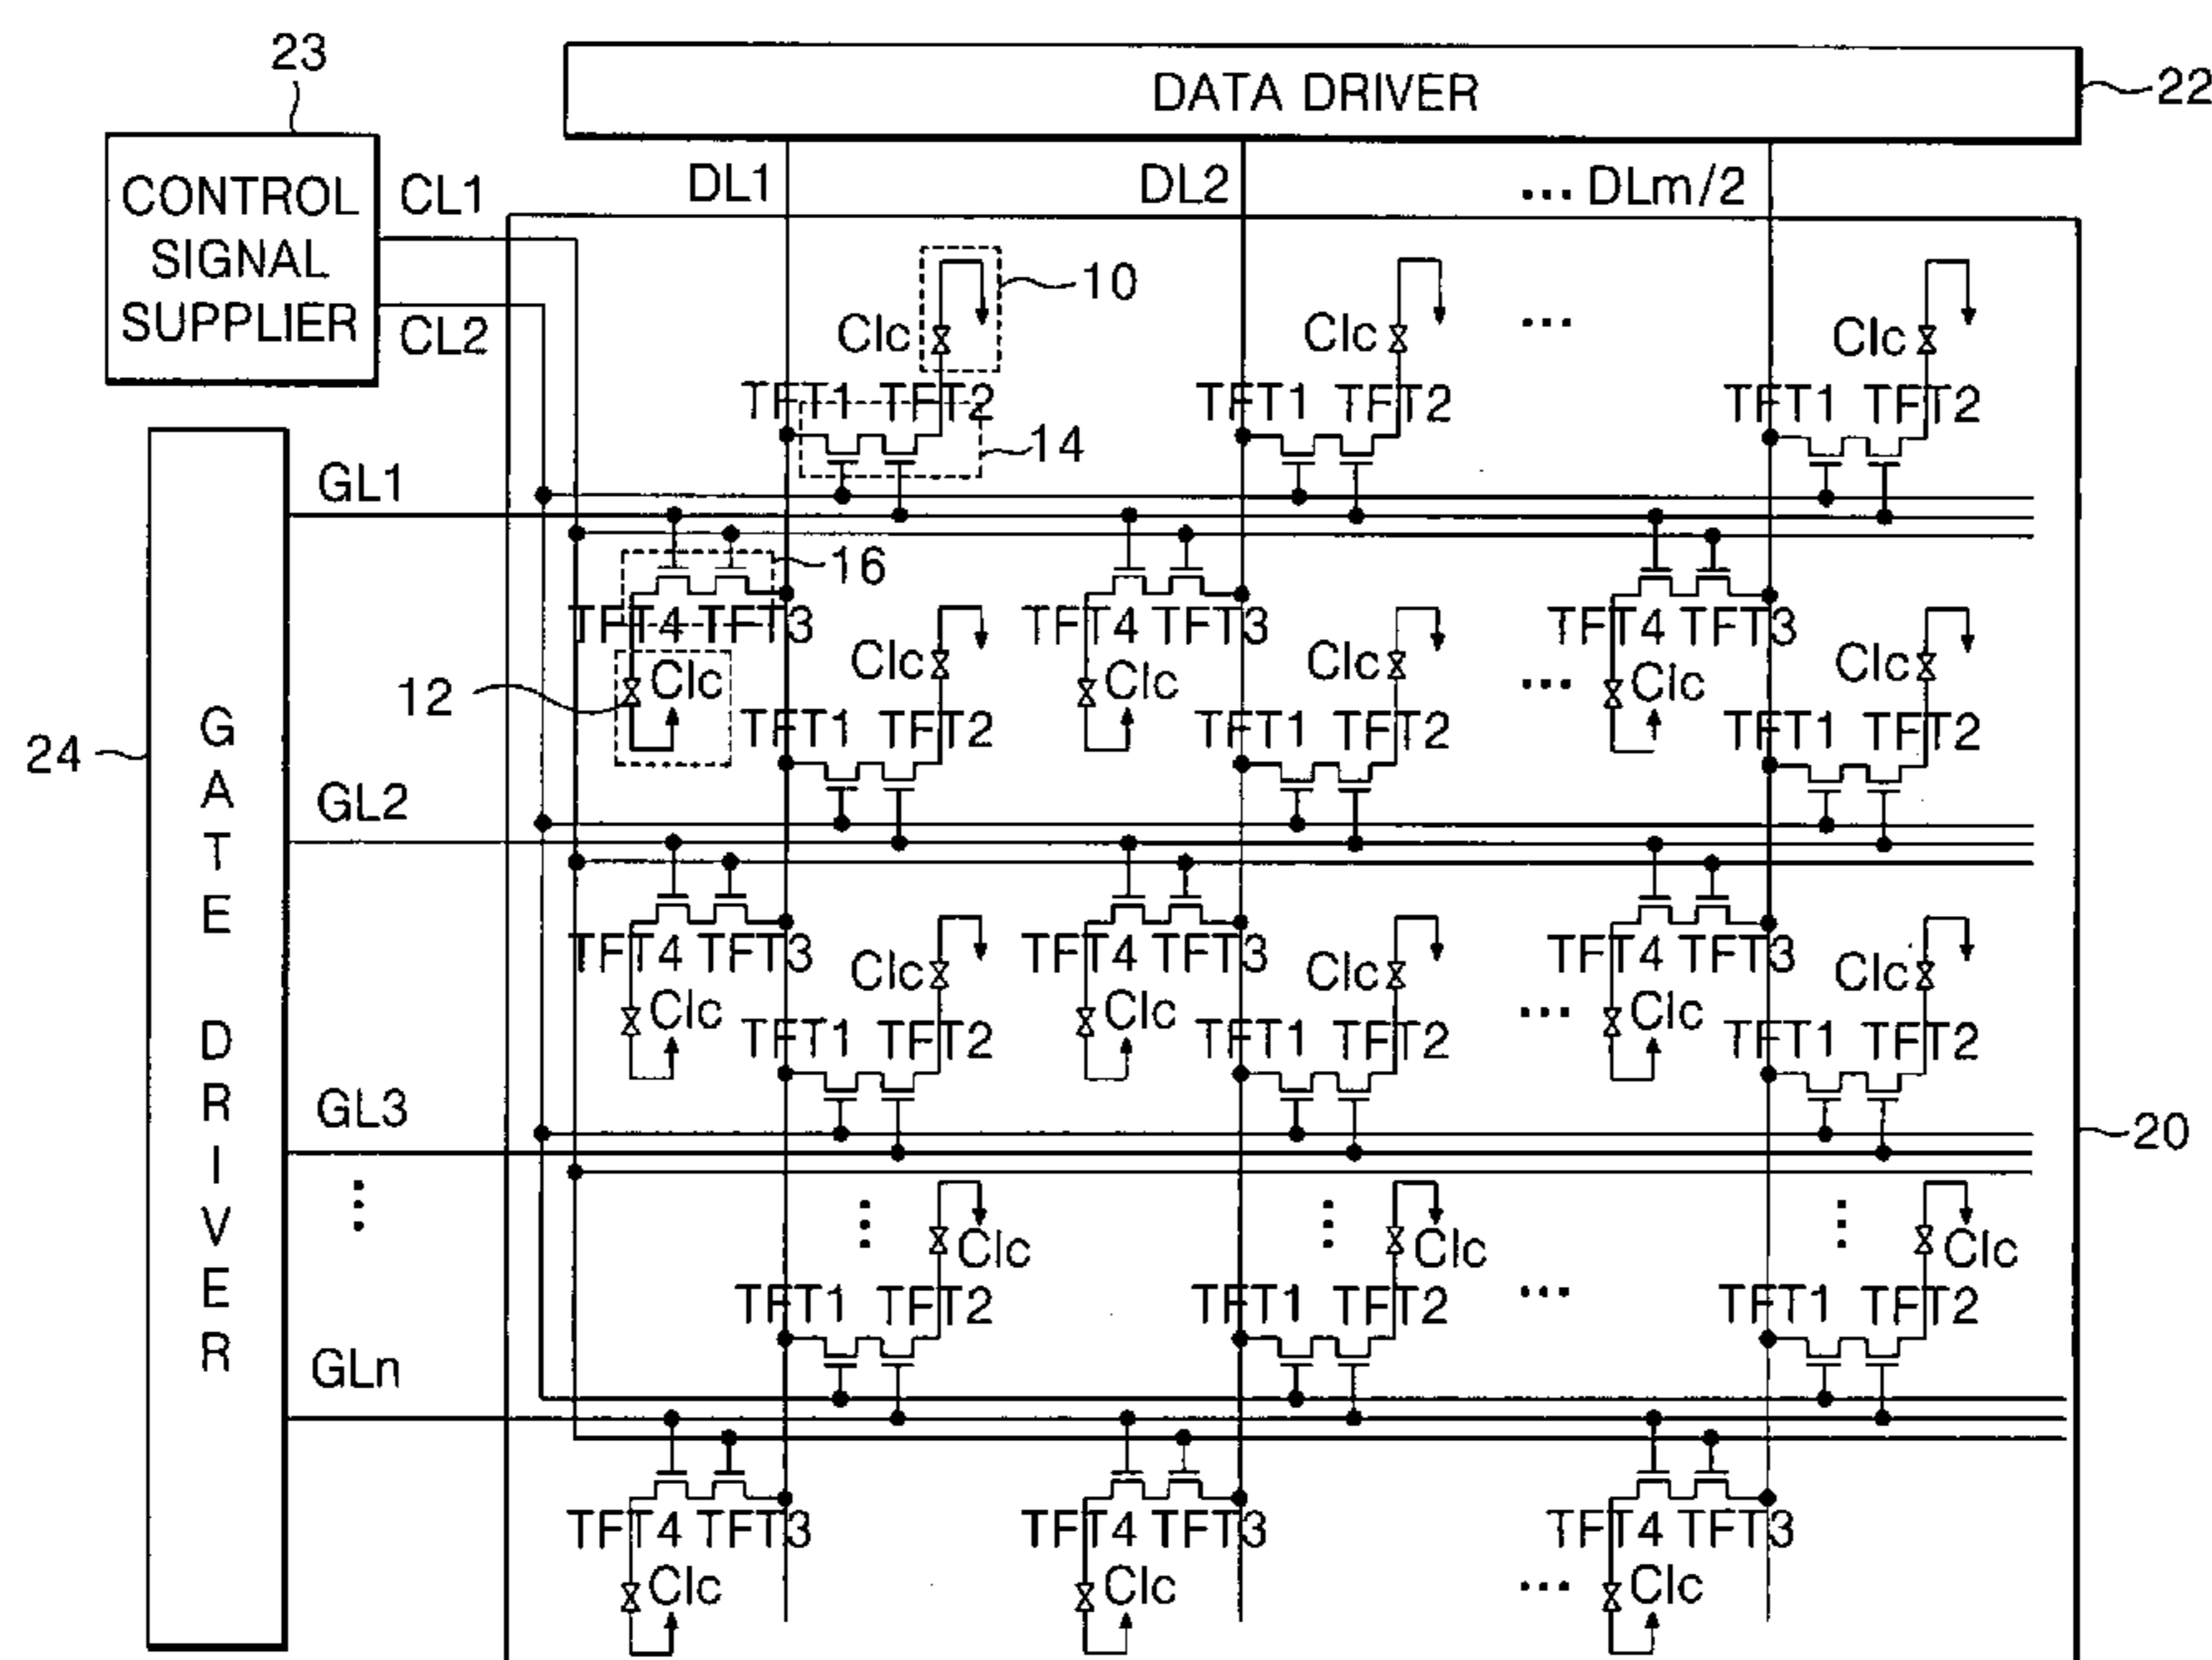 23
DATA DRIVER
22
CONTROL
SIGNAL
SUPPLIER
CL1
CL2
DL1
DL2
... DLm/2
10
Clc
Clc
...
Clc
TFT1 TFT2
TFT1 TFT2
TFT1 TFT2
14
GL1
16
TFT4 TFT3
TFT4 TFT3
TFT4 TFT3
Clc
Clc
Clc
12
Clc
Clc
...
Clc
TFT1 TFT2
TFT1 TFT2
TFT1 TFT2
24
GATE DRIVER
GL2
TFT4 TFT3
TFT4 TFT3
TFT4 TFT3
Clc
Clc
Clc
Clc
Clc
...
Clc
TFT1 TFT2
TFT1 TFT2
TFT1 TFT2
GL3
20
Clc
Clc
Clc
TFT1 TFT2
TFT1 TFT2
...
TFT1 TFT2
GLn
TFT4 TFT3
TFT4 TFT3
TFT4 TFT3
Clc
Clc
...
Clc